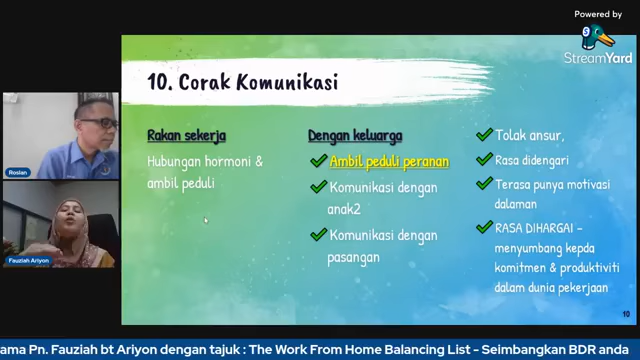 Powered by
StreamYard
10. Corak Komunikasi
Rakan sekerja
Hubungan hormoni &
ambil peduli
Dengan keluarga
Ambil peduli peranan
Komunikasi dengan
anak2
Komunikasi dengan
pasangan
Tolak ansur,
Rasa didengari
Terasa punya motivasi
dalaman
RASA DIHARGAI –
menyumbang kepda
komitmen & produktiviti
dalam dunia pekerjaan
10
Roslan
Fauziah Ariyon
ama Pn. Fauziah bt Ariyon dengan tajuk : The Work From Home Balancing List - Seimbangkan BDR anda